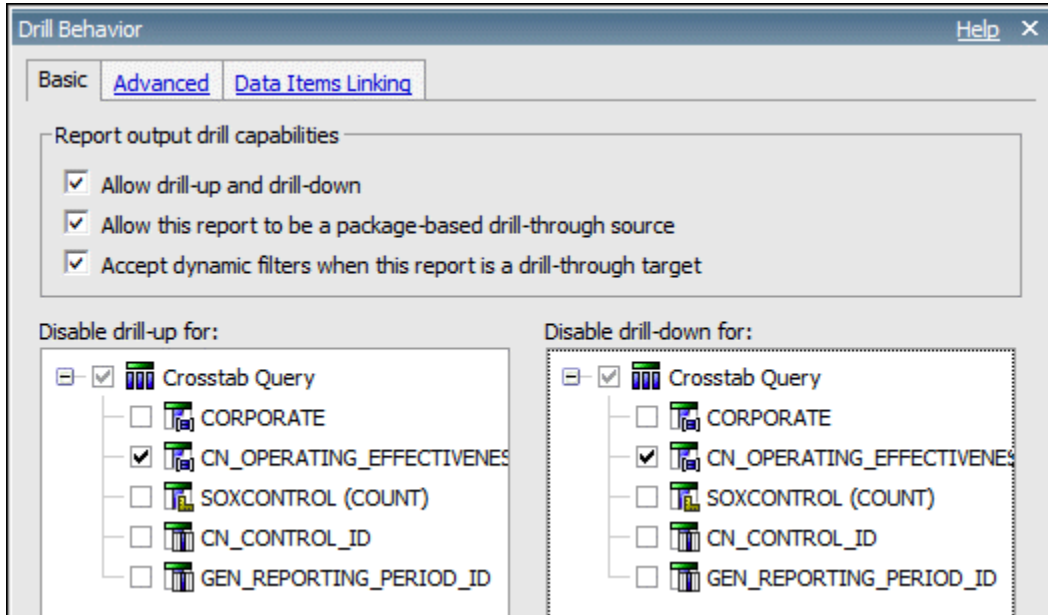 Drill Behavior Help
Basic Advanced Data Items Linking
Report output drill capabilities
Allow drill-up and drill-down
Allow this report to be a package-based drill-through source
Accept dynamic filters when this report is a drill-through target
Disable drill-up for:
Crosstab Query
CORPORATE
CN_OPERATING_EFFECTIVENES
SOXCONTROL (COUNT)
CN_CONTROL_ID
GEN_REPORTING_PERIOD_ID
Disable drill-down for:
Crosstab Query
CORPORATE
CN_OPERATING_EFFECTIVENES
SOXCONTROL (COUNT)
CN_CONTROL_ID
GEN_REPORTING_PERIOD_ID